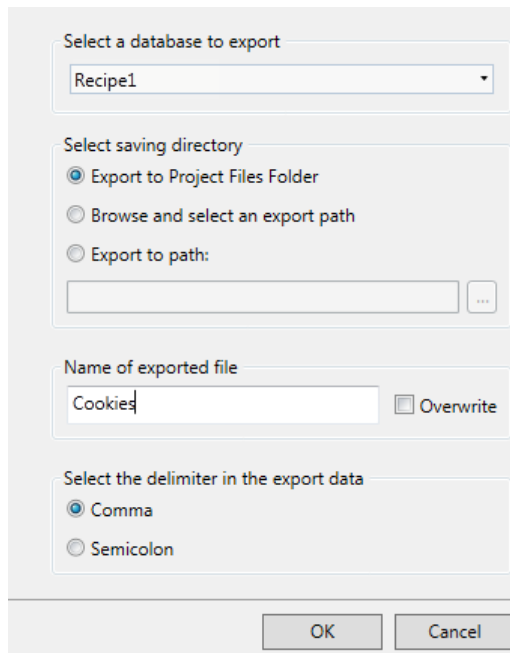 Select a database to export
Recipe1
Select saving directory
Export to Project Files Folder
Browse and select an export path
Export to path:
...
Name of exported file
Cookies
Overwrite
Select the delimiter in the export data
Comma
Semicolon
OK
Cancel